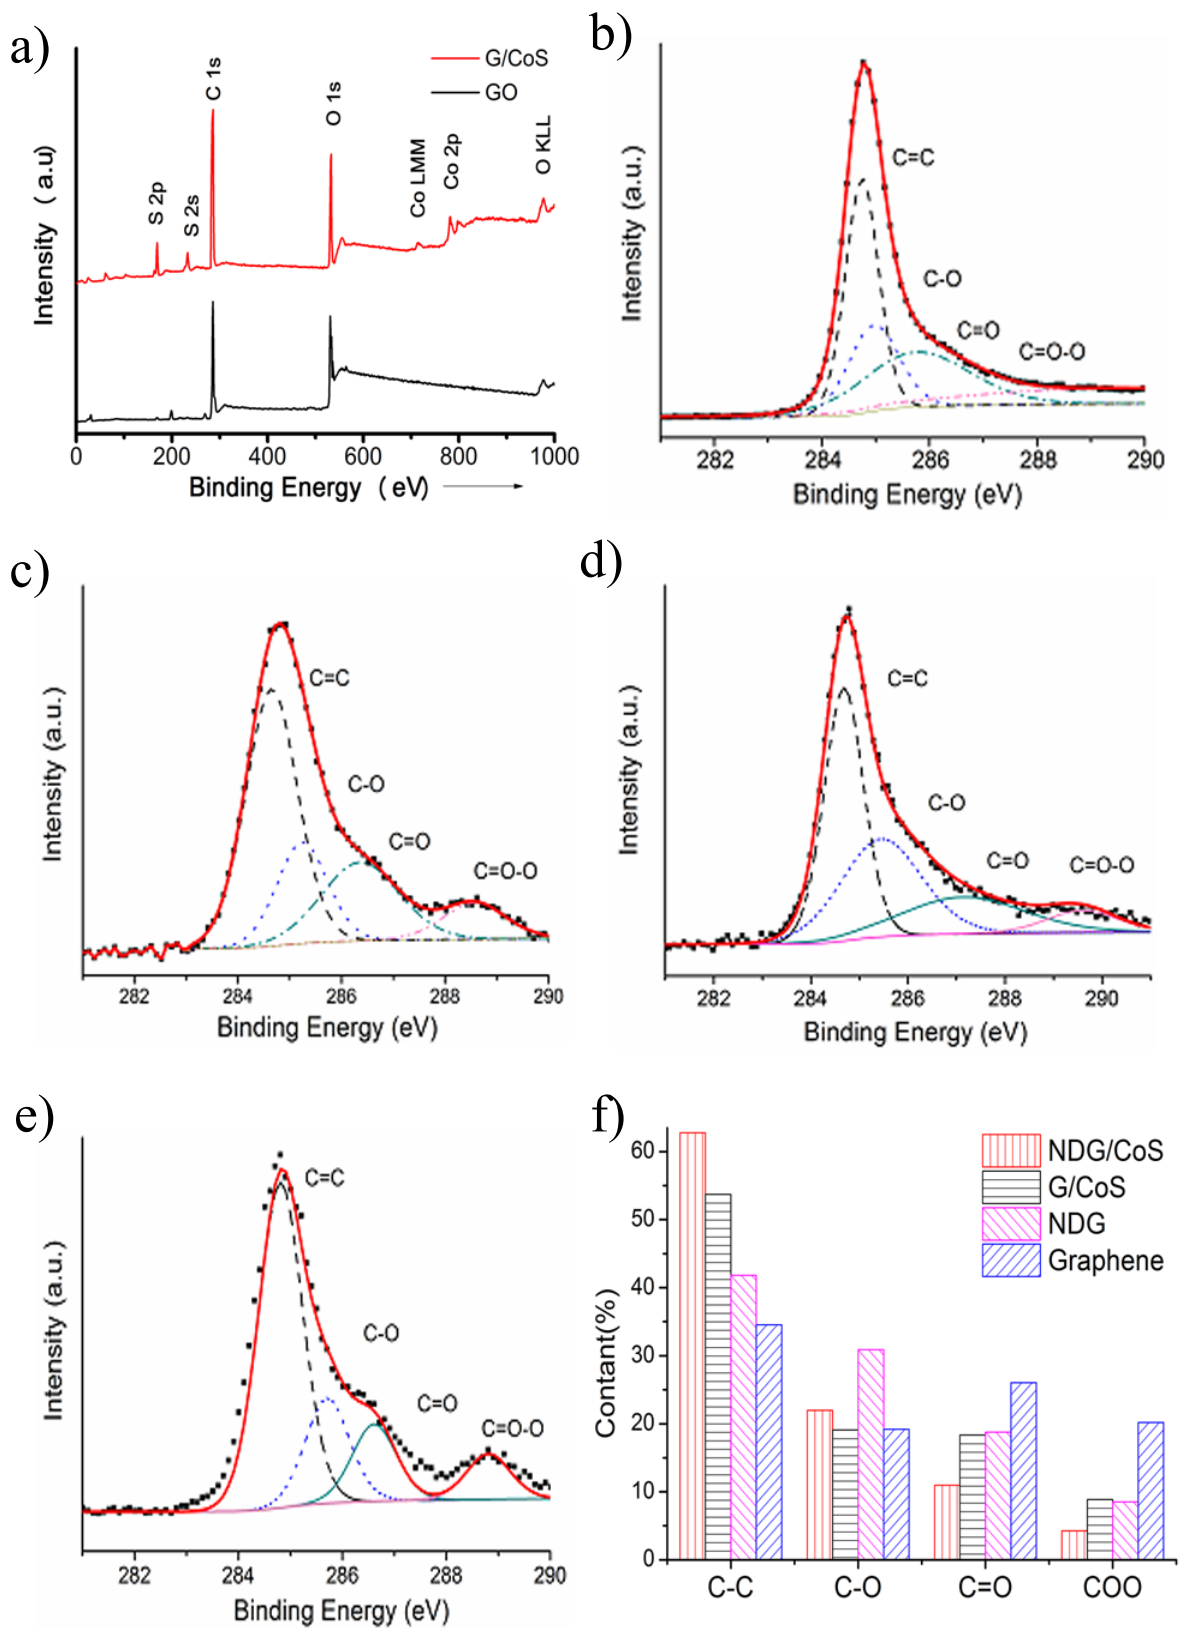 a)
G/CoS
GO
S 2p
S 2s
C 1s
O 1s
Co LMM
Co 2p
O KLL
Intensity ( a.u)
0 200 400 600 800 1000
Binding Energy ( eV)
b)
C=C
C-O
C=O
C=O-O
Intensity (a.u.)
282 284 286 288 290
Binding Energy (eV)
c)
C=C
C-O
C=O
C=O-O
Intensity (a.u.)
282 284 286 288 290
Binding Energy (eV)
d)
C=C
C-O
C=O
C=O-O
Intensity (a.u.)
282 284 286 288 290
Binding Energy (eV)
e)
C=C
C-O
C=O
C=O-O
Intensity (a.u.)
282 284 286 288 290
Binding Energy (eV)
f)
NDG/CoS
G/CoS
NDG
Graphene
Contant(%)
60
50
40
30
20
10
0
C-C C-O C=O COO